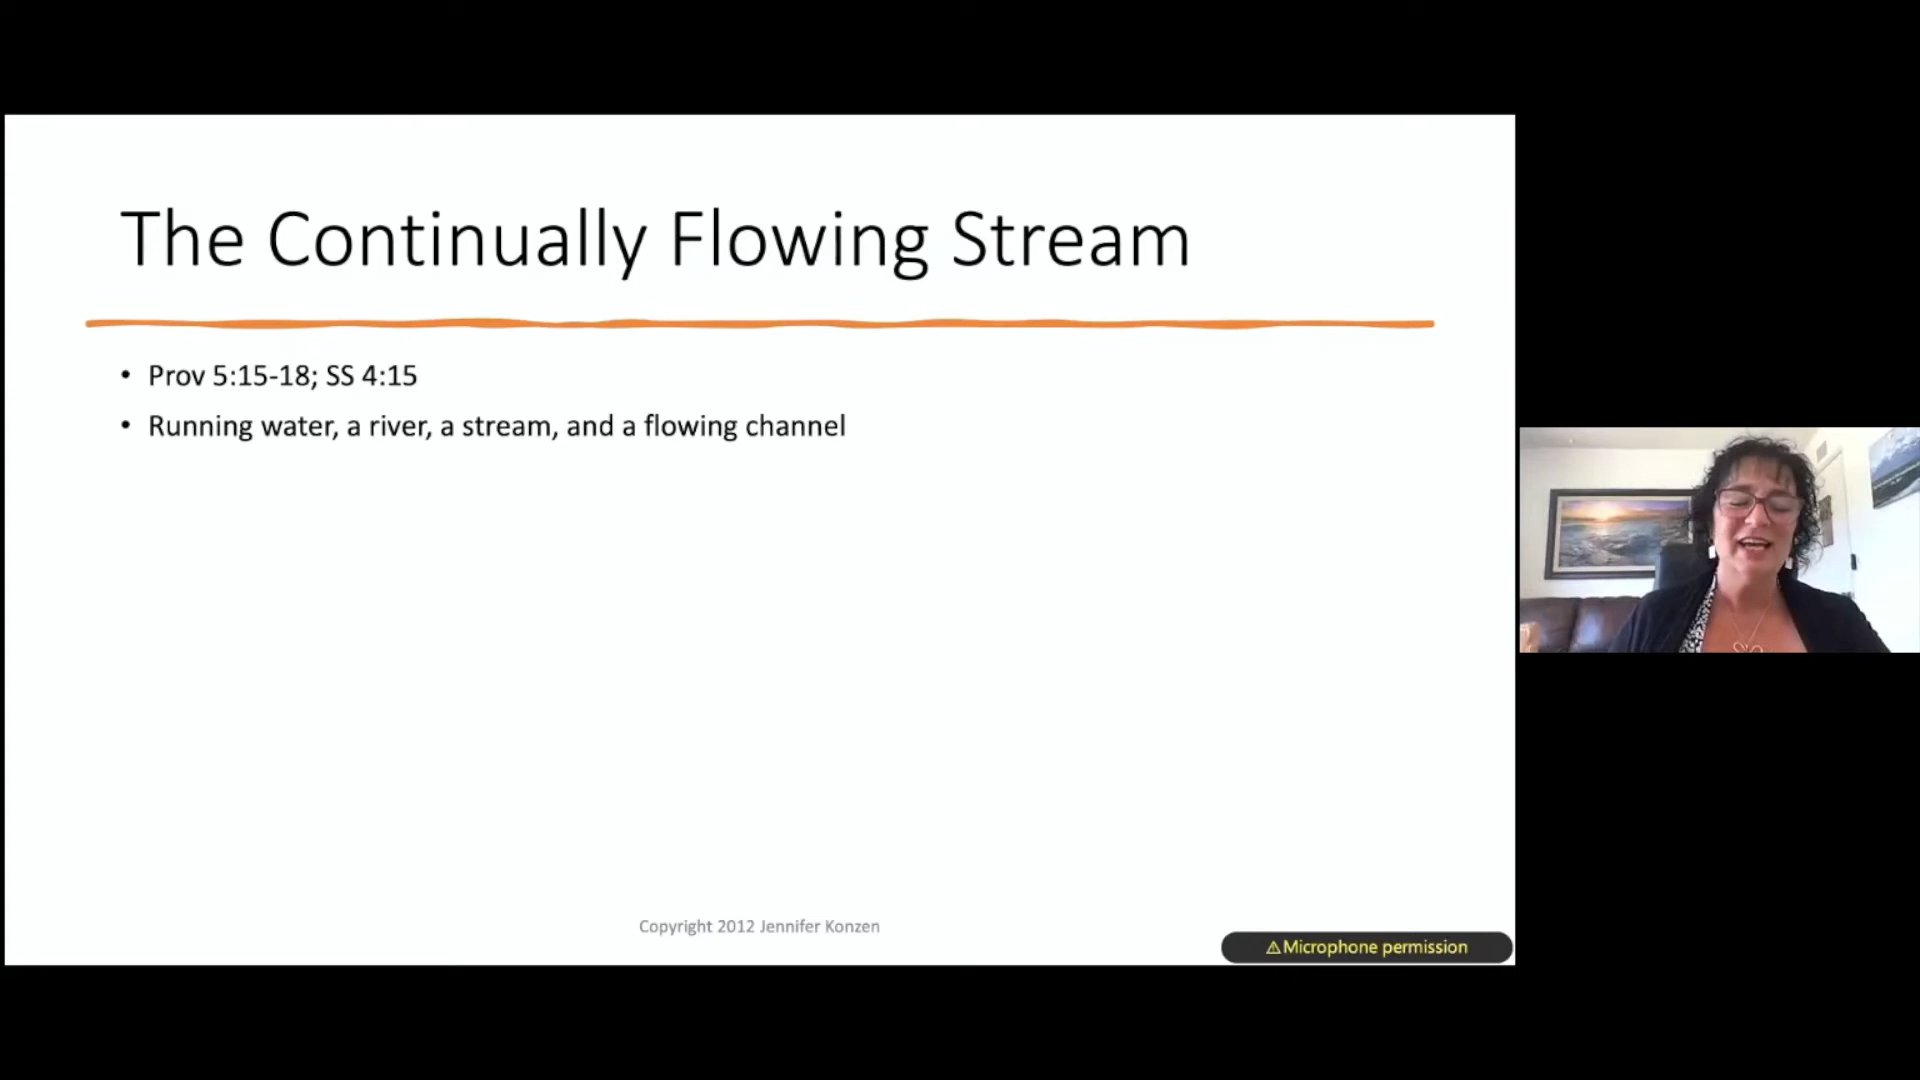 The Continually Flowing Stream
• Prov 5:15-18; SS 4:15
• Running water, a river, a stream, and a flowing channel
Copyright 2012 Jennifer Konzen
⚠Microphone permission